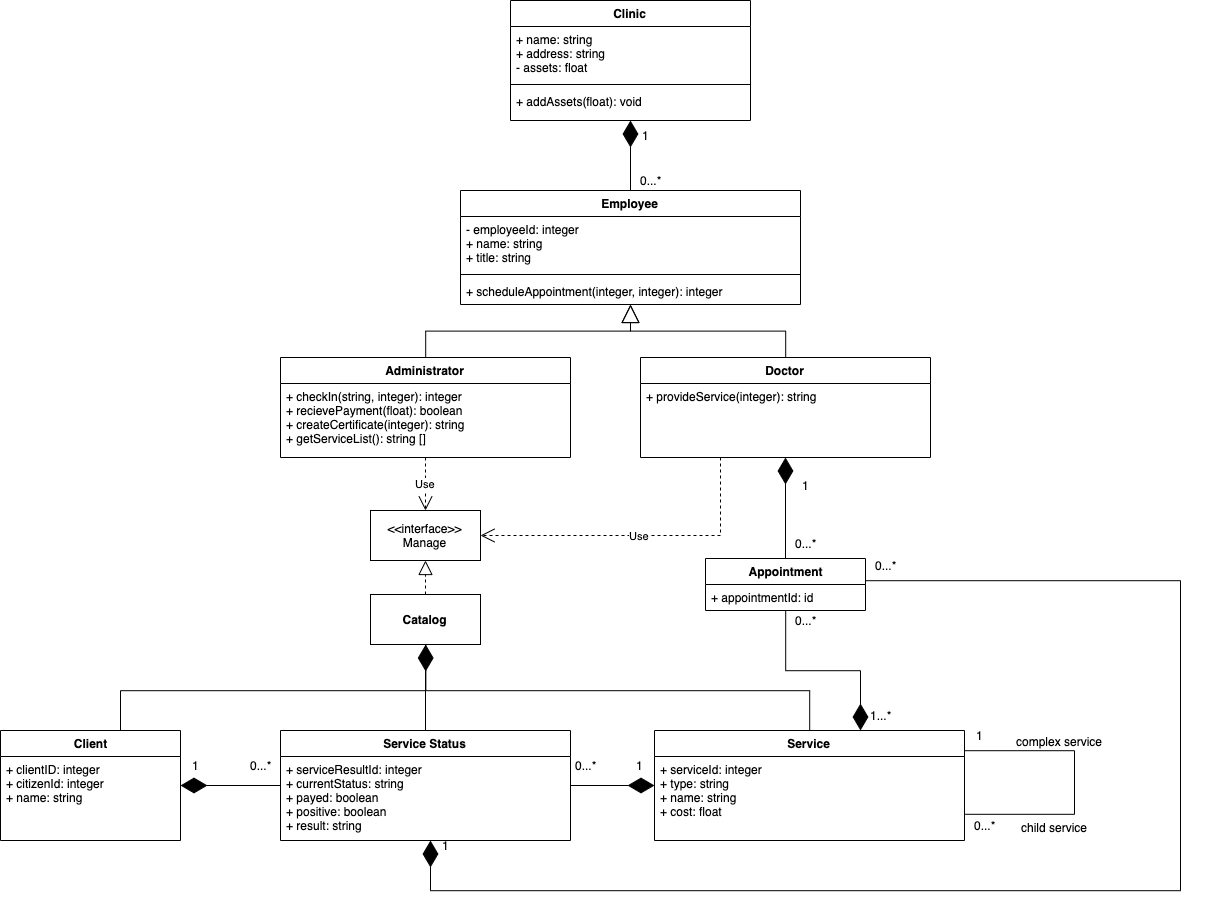 Clinic
+ name: string
+ address: string
- assets: float
+ addAssets(float): void
1
0...*
Employee
- employeeId: integer
+ name: string
+ title: string
+ scheduleAppointment(integer, integer): integer
Administrator
+ checkIn(string, integer): integer
+ recievePayment(float): boolean
+ createCertificate(integer): string
+ getServiceList(): string []
Doctor
+ provideService(integer): string
Use
1
<<interface>>
Manage
Use
0...*
Appointment
+ appointmentId: id
0...*
0...*
Catalog
1...*
Client
+ clientID: integer
+ citizenId: integer
+ name: string
1
0...*
Service Status
+ serviceResultId: integer
+ currentStatus: string
+ payed: boolean
+ positive: boolean
+ result: string
0...*
1
Service
+ serviceId: integer
+ type: string
+ name: string
+ cost: float
1
complex service
0...*
child service
1